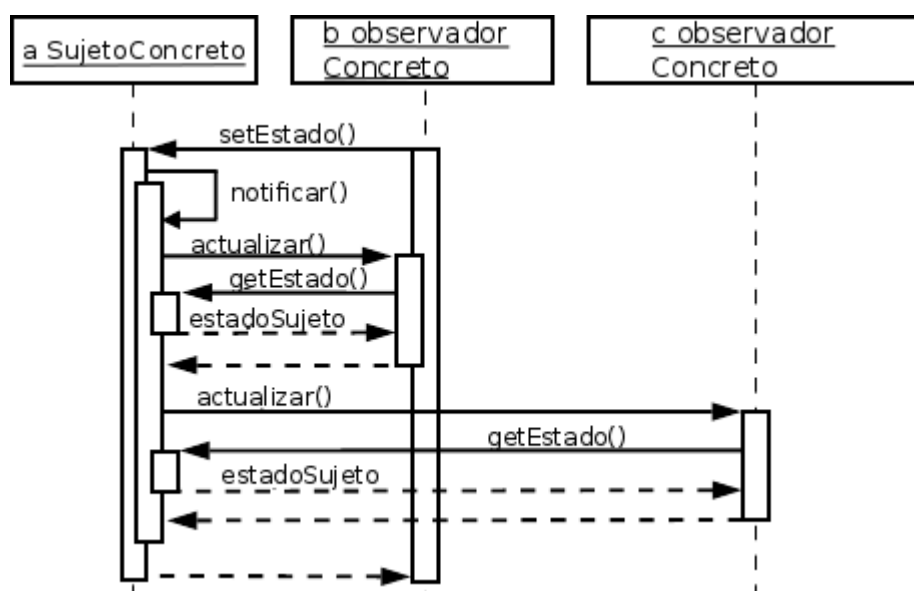 a SujetoConcreto
b observador
Concreto
c observador
Concreto
setEstado()
notificar()
actualizar()
getEstado()
estadoSujeto
actualizar()
getEstado()
estadoSujeto